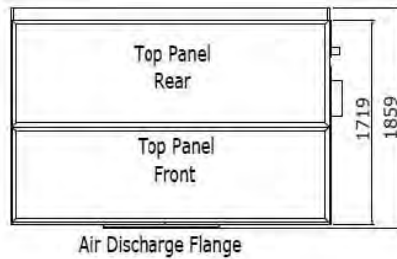 Top Panel
Rear
Top Panel
Front
1719
1859
Air Discharge Flange